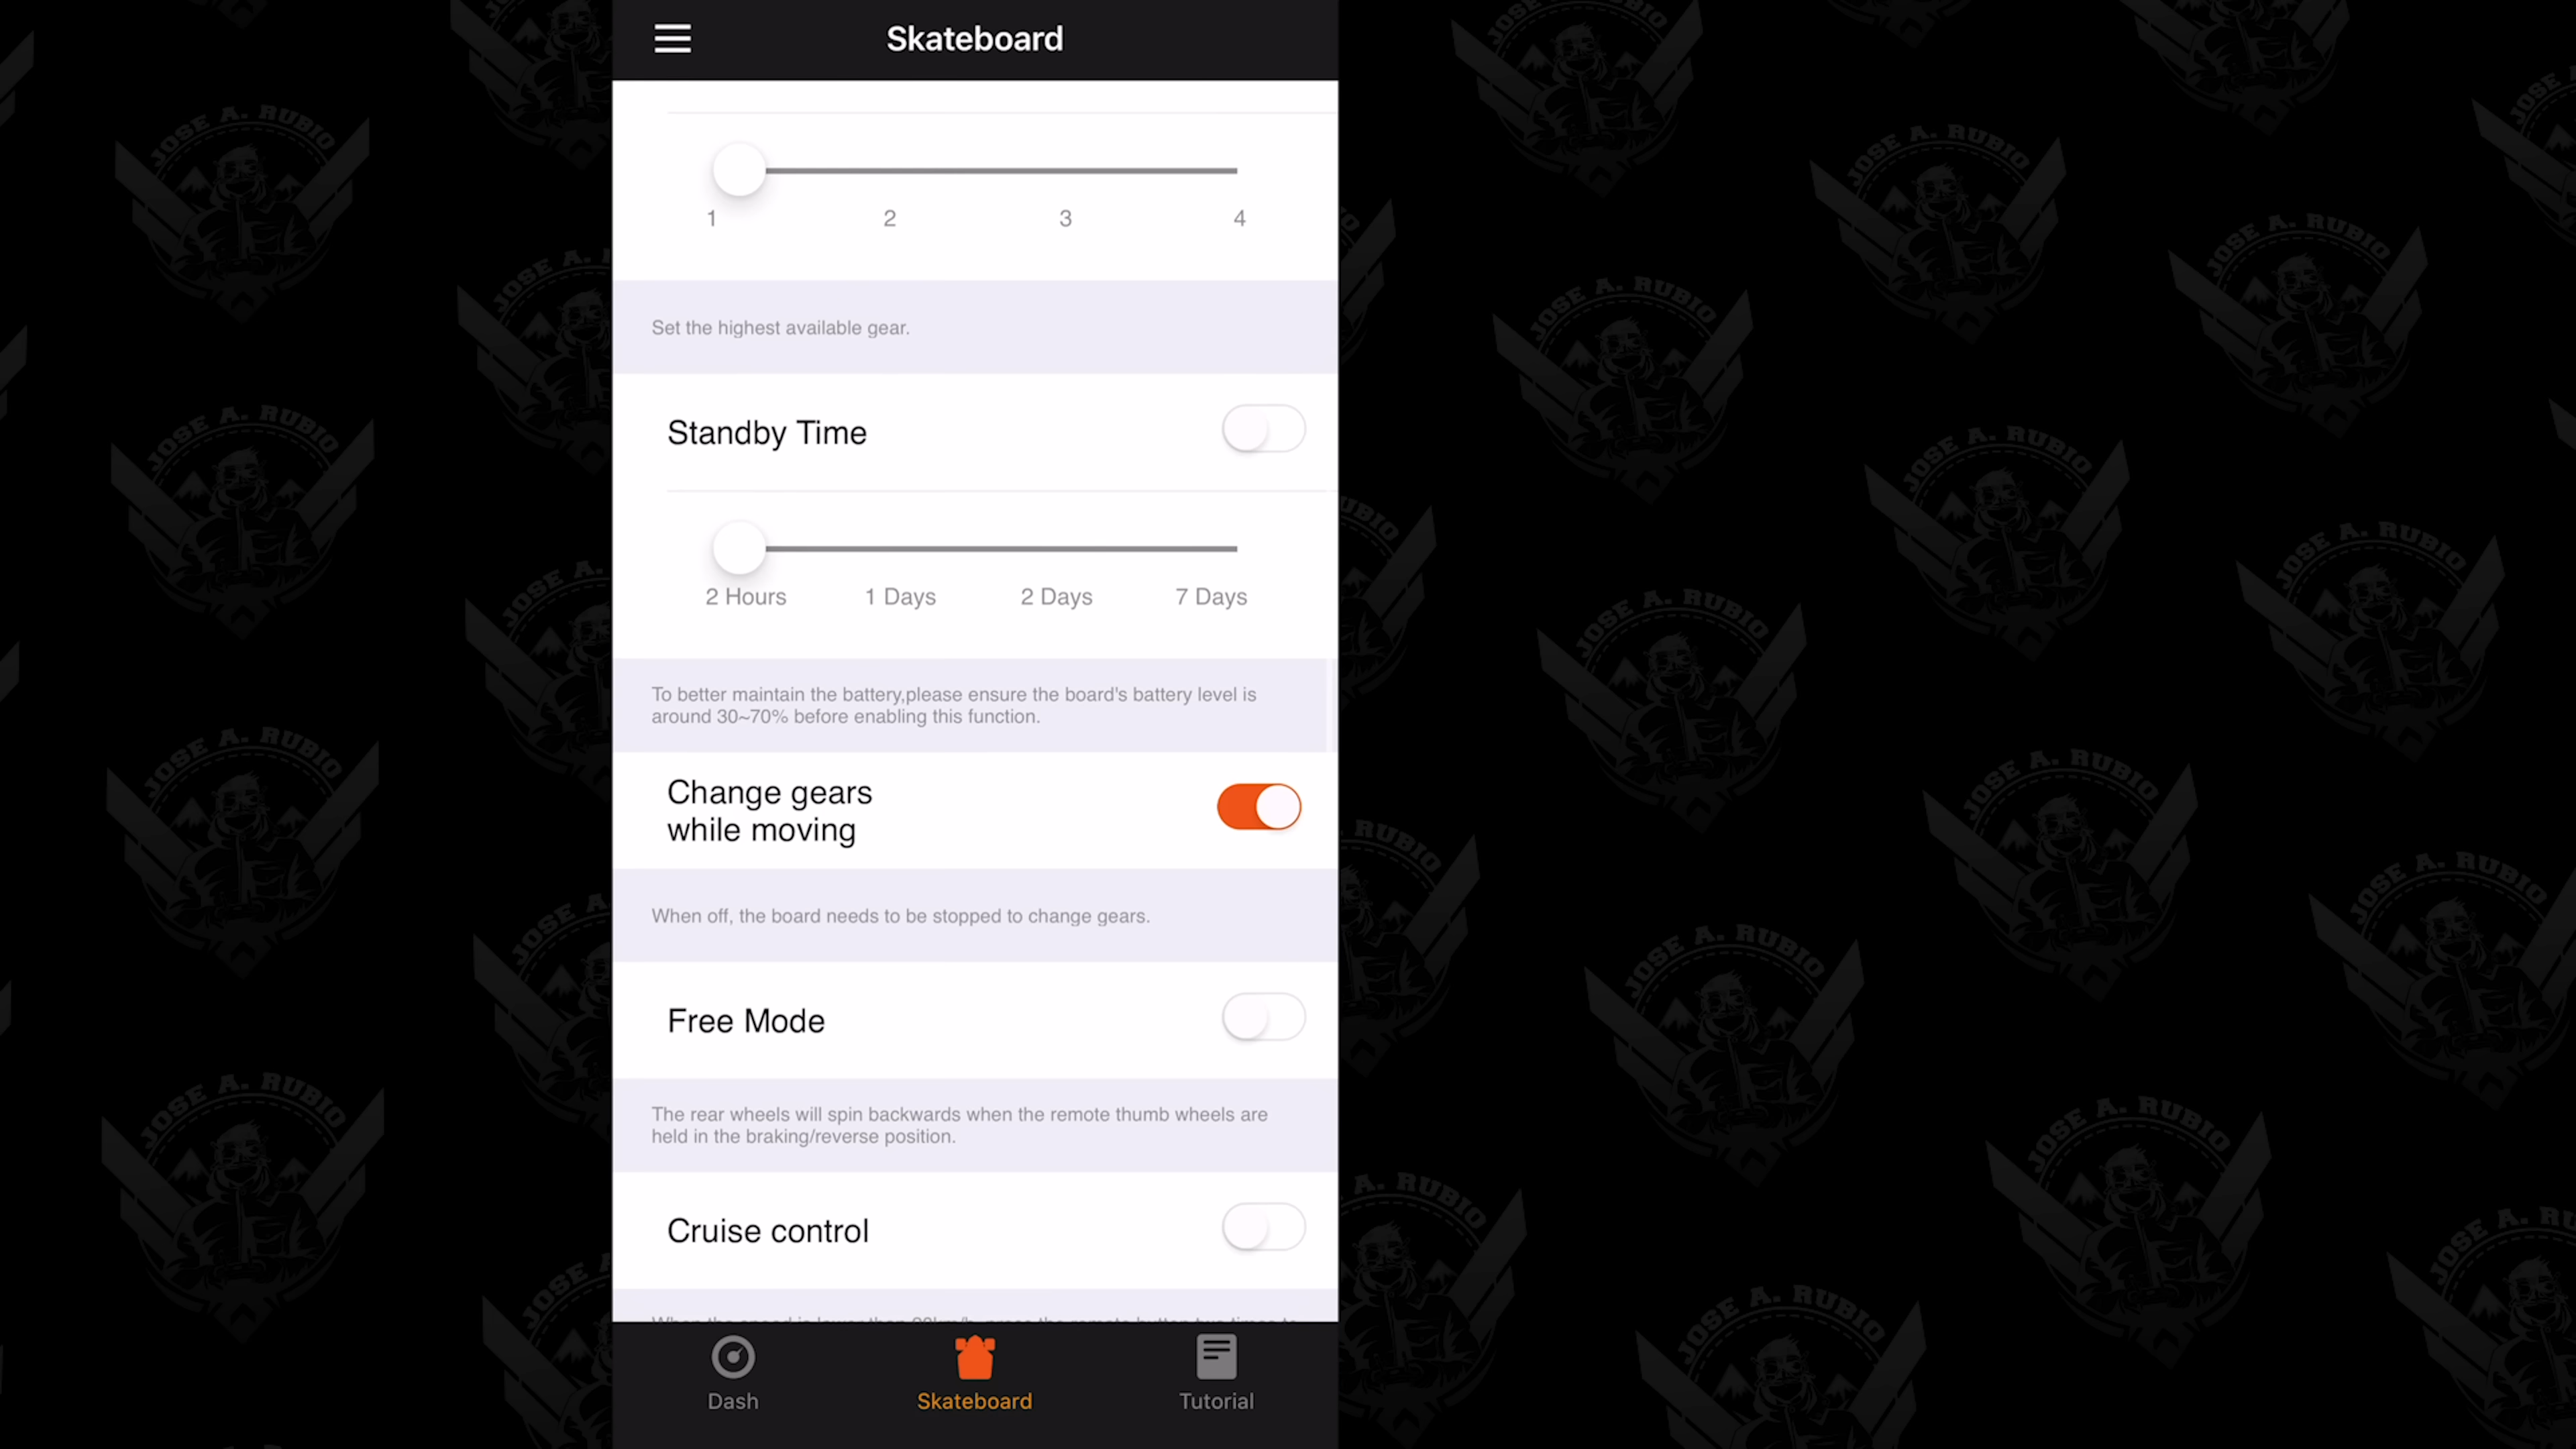 Skateboard
1 2 3 4
Set the highest available gear.
Standby Time
2 Hours 1 Days 2 Days 7 Days
To better maintain the battery,please ensure the board's battery level is
around 30~70% before enabling this function.
Change gears
while moving
When off, the board needs to be stopped to change gears.
Free Mode
The rear wheels will spin backwards when the remote thumb wheels are
held in the braking/reverse position.
Cruise control
Dash Skateboard Tutorial
JOSE A. RUBIO